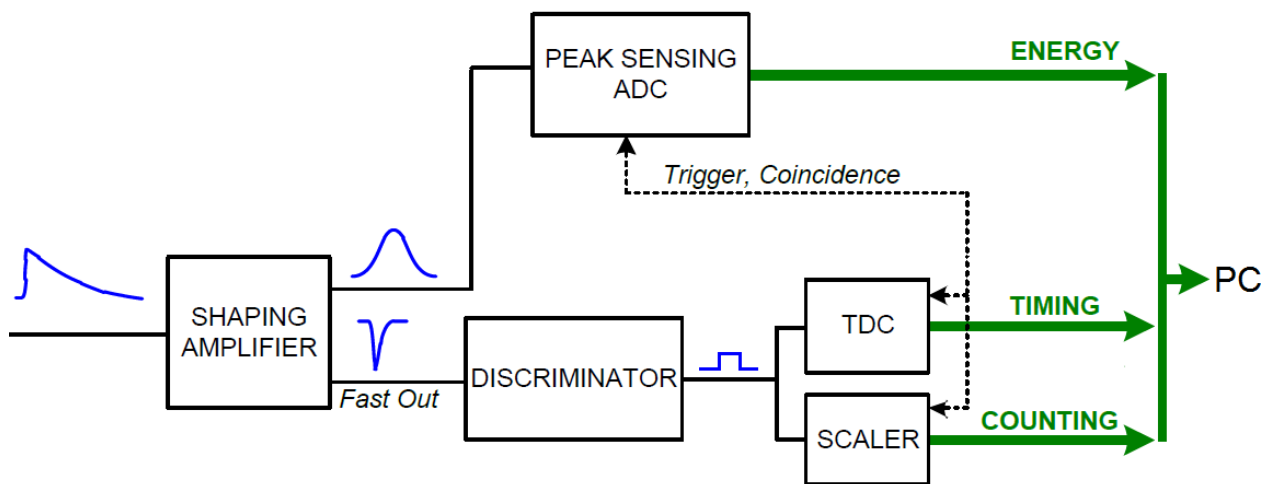 PEAK SENSING
ADC
ENERGY
Trigger, Coincidence
SHAPING
AMPLIFIER
Fast Out
DISCRIMINATOR
TDC
TIMING
PC
SCALER
COUNTING